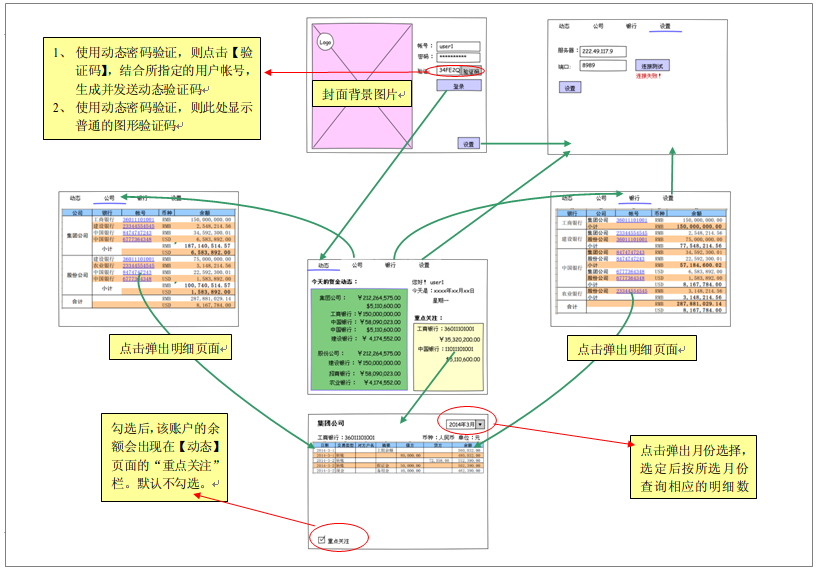 1、 使用动态密码验证，则点击【验
证码】，结合所指定的用户帐号，
生成并发送动态验证码
2、 使用动态密码验证，则此处显示
普通的图形验证码
Logo
封面背景图片
帐号： user1
密码： **********
34FE2Q 验证码
登录
设置
动态 公司 银行 设置
服务器： 222.49.117.9
端口： 8989 连接测试
连接失败！
设置
动态 公司 银行 设置
公司 银行 帐号 币种 余额
集团公司
工商银行 36011101001 RMB 150,000,000.00
建设银行 23344554545 RMB 2,548,214.56
中国银行 8474747243 RMB 34,592,300.01
中国银行 6777364348 USD 6,583,892.00
小计 RMB 187,140,514.57
USD 6,583,892.00
股份公司
建设银行 36011101001 RMB 75,000,000.00
农业银行 23344554545 RMB 3,148,214.56
中国银行 8474747243 RMB 22,592,300.01
中国银行 6777364348 USD 1,583,892.00
小计 RMB 100,740,514.57
USD 1,583,892.00
合计 RMB 287,881,029.14
USD 8,167,784.00
点击弹出明细页面
动态 公司 银行 设置
今天的资金动态：
集团公司： ￥212,264,575.00
$5,110,600.00
工商银行：￥150,000,000.00
中国银行：￥58,090,023.00
中国银行： $5,110,600.00
建设银行：￥4,174,552.00
股份公司： ￥212,264,575.00
建设银行：￥150,000,000.00
招商银行：￥58,090,023.00
农业银行：￥4,174,552.00
您好！user1
今天是：xxxx年xx月xx日
星期一
重点关注：
工商银行：36011101001
￥35,320,200.00
中国银行：11011101001
$5,110,600.00
动态 公司 银行 设置
银行 公司 帐号 币种 余额
工商银行 集团公司 36011101001 RMB 150,000,000.00
小计 RMB 150,000,000.00
建设银行
集团公司 23344554545 RMB 2,548,214.56
股份公司 36011101001 RMB 75,000,000.00
小计 RMB 77,548,214.56
中国银行
集团公司 8474747243 RMB 34,592,300.01
股份公司 8474747243 RMB 22,592,300.01
小计 RMB 57,184,600.02
集团公司 6777364348 USD 6,583,892.00
股份公司 6777364348 USD 1,583,892.00
小计 USD 8,167,784.00
农业银行 股份公司 23344554545 RMB 3,148,214.56
小计 RMB 3,148,214.56
合计 RMB 287,881,029.14
USD 8,167,784.00
点击弹出明细页面
勾选后，该账户的余
额会出现在【动态】
页面的“重点关注”
栏。默认不勾选。
集团公司
2014年3月
工商银行：36011101001 币种：人民币 单位：元
重点关注
点击弹出月份选择，
选定后按所选月份
查询相应的明细数